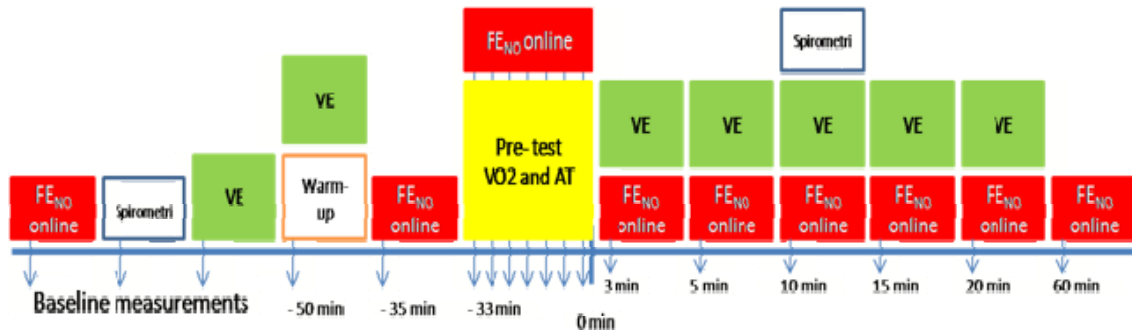 FENO online
Spirometri
VE
VE
VE
VE
VE
VE
Pre- test
VO2 and AT
VE
Warm-
up
FENO
online
Spirometri
FENO
online
FENO
online
FENO
online
FENO
online
FENO
online
FENO
online
FENO
online
Baseline measurements
- 50 min
- 35 min
- 33min
0 min
3 min
5 min
10 min
15 min
20 min
60 min